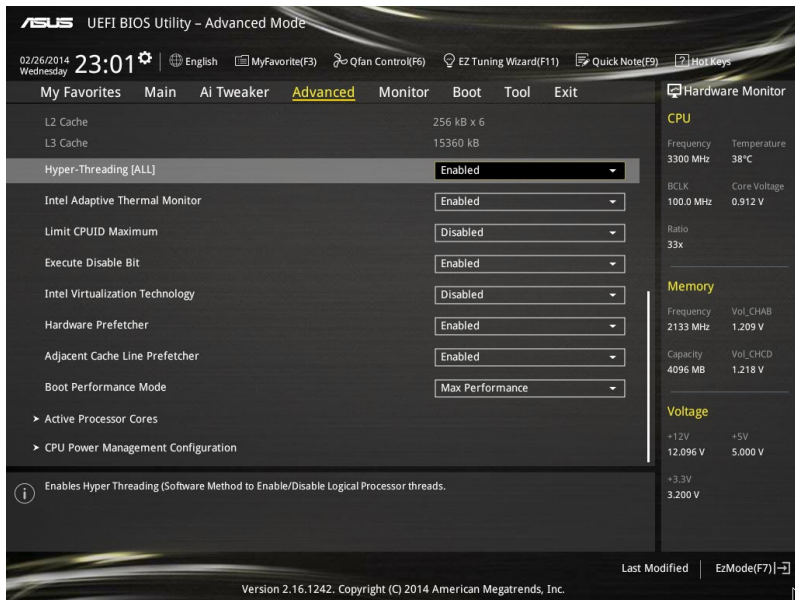 ASUS UEFI BIOS Utility – Advanced Mode
02/26/2014 Wednesday 23:01 English MyFavorite(F3) Qfan Control(F6) EZ Tuning Wizard(F11) Quick Note(F9) ? Hot Keys
My Favorites Main Ai Tweaker Advanced Monitor Boot Tool Exit
L2 Cache 256 kB x 6
L3 Cache 15360 kB
Hyper-Threading [ALL] Enabled
Intel Adaptive Thermal Monitor Enabled
Limit CPUID Maximum Disabled
Execute Disable Bit Enabled
Intel Virtualization Technology Disabled
Hardware Prefetcher Enabled
Adjacent Cache Line Prefetcher Enabled
Boot Performance Mode Max Performance
> Active Processor Cores
> CPU Power Management Configuration
Enables Hyper Threading (Software Method to Enable/Disable Logical Processor threads.
Hardware Monitor
CPU
Frequency Temperature
3300 MHz 38°C
BCLK Core Voltage
100.0 MHz 0.912 V
Ratio
33x
Memory
Frequency Vol_CHAB
2133 MHz 1.209 V
Capacity Vol_CHCD
4096 MB 1.218 V
Voltage
+12V +5V
12.096 V 5.000 V
+3.3V
3.200 V
Last Modified EzMode(F7)
Version 2.16.1242. Copyright (C) 2014 American Megatrends, Inc.